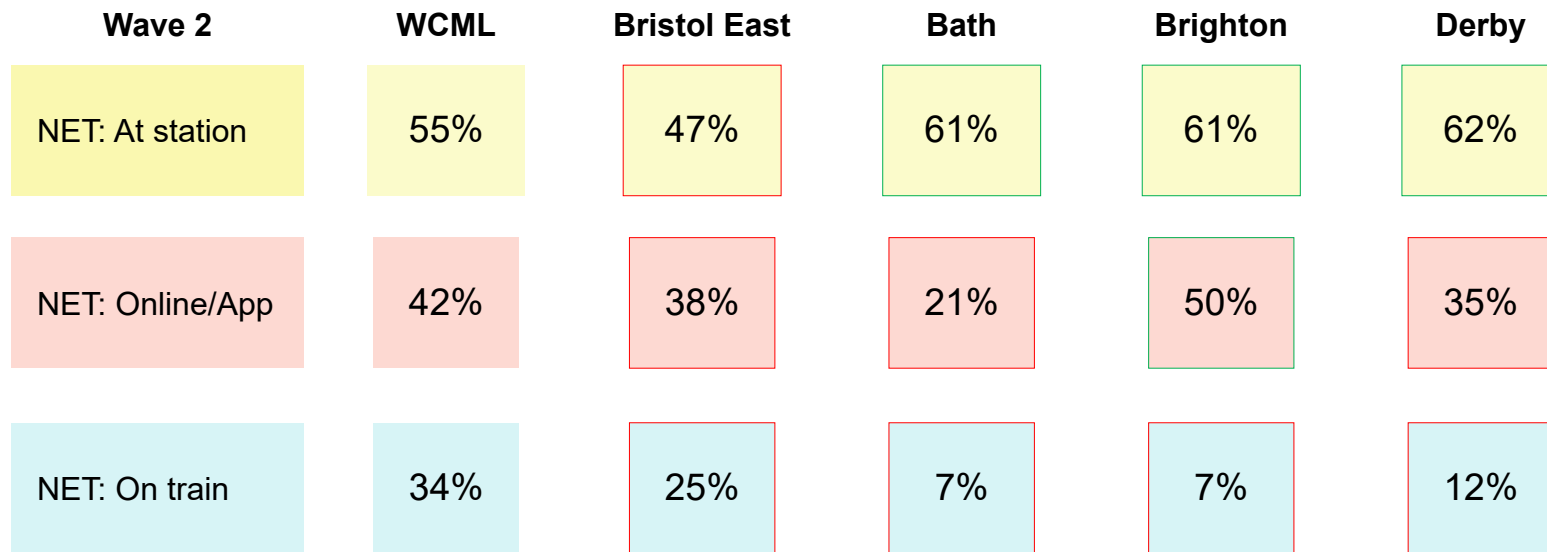 Wave 2 WCML Bristol East Bath Brighton Derby
NET: At station 55% 47% 61% 61% 62%
NET: Online/App 42% 38% 21% 50% 35%
NET: On train 34% 25% 7% 7% 12%